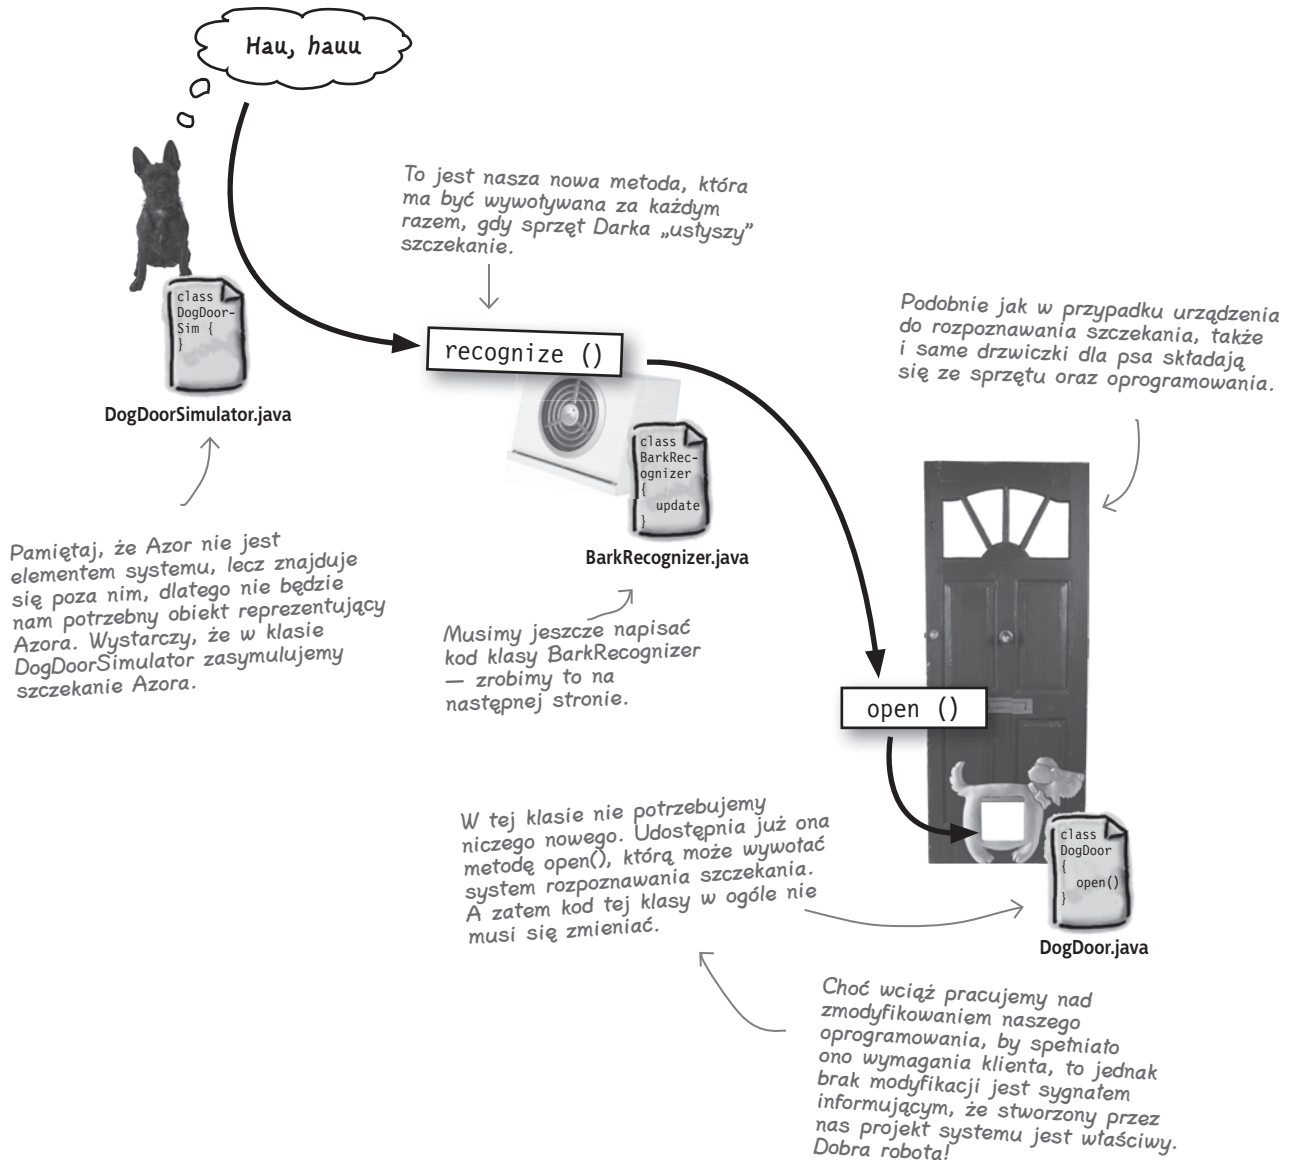 Hau, hauu
To jest nasza nowa metoda, która
ma być wywoływana za każdym
razem, gdy sprzęt Darka „usłyszy”
szczekanie.
class
DogDoor-
Sim {
}
DogDoorSimulator.java
recognize ()
Podobnie jak w przypadku urządzenia
do rozpoznawania szczekania, także
i same drzwiczki dla psa składają
się ze sprzętu oraz oprogramowania.
class
BarkRec-
ognizer
{
update
}
BarkRecognizer.java
Pamiętaj, że Azor nie jest
elementem systemu, lecz znajduje
się poza nim, dlatego nie będzie
nam potrzebny obiekt reprezentujący
Azora. Wystarczy, że w klasie
DogDoorSimulator zasymulujemy
szczekanie Azora.
Musimy jeszcze napisać
kod klasy BarkRecognizer
— zrobimy to na
następnej stronie.
open ()
W tej klasie nie potrzebujemy
niczego nowego. Udostępnia już ona
metodę open(), którą może wywołać
system rozpoznawania szczekania.
A zatem kod tej klasy w ogóle nie
musi się zmieniać.
class
DogDoor
{
open()
}
DogDoor.java
Choć wciąż pracujemy nad
zmodyfikowaniem naszego
oprogramowania, by spełniało
ono wymagania klienta, to jednak
brak modyfikacji jest sygnałem
informującym, że stworzony przez
nas projekt systemu jest właściwy.
Dobra robota!